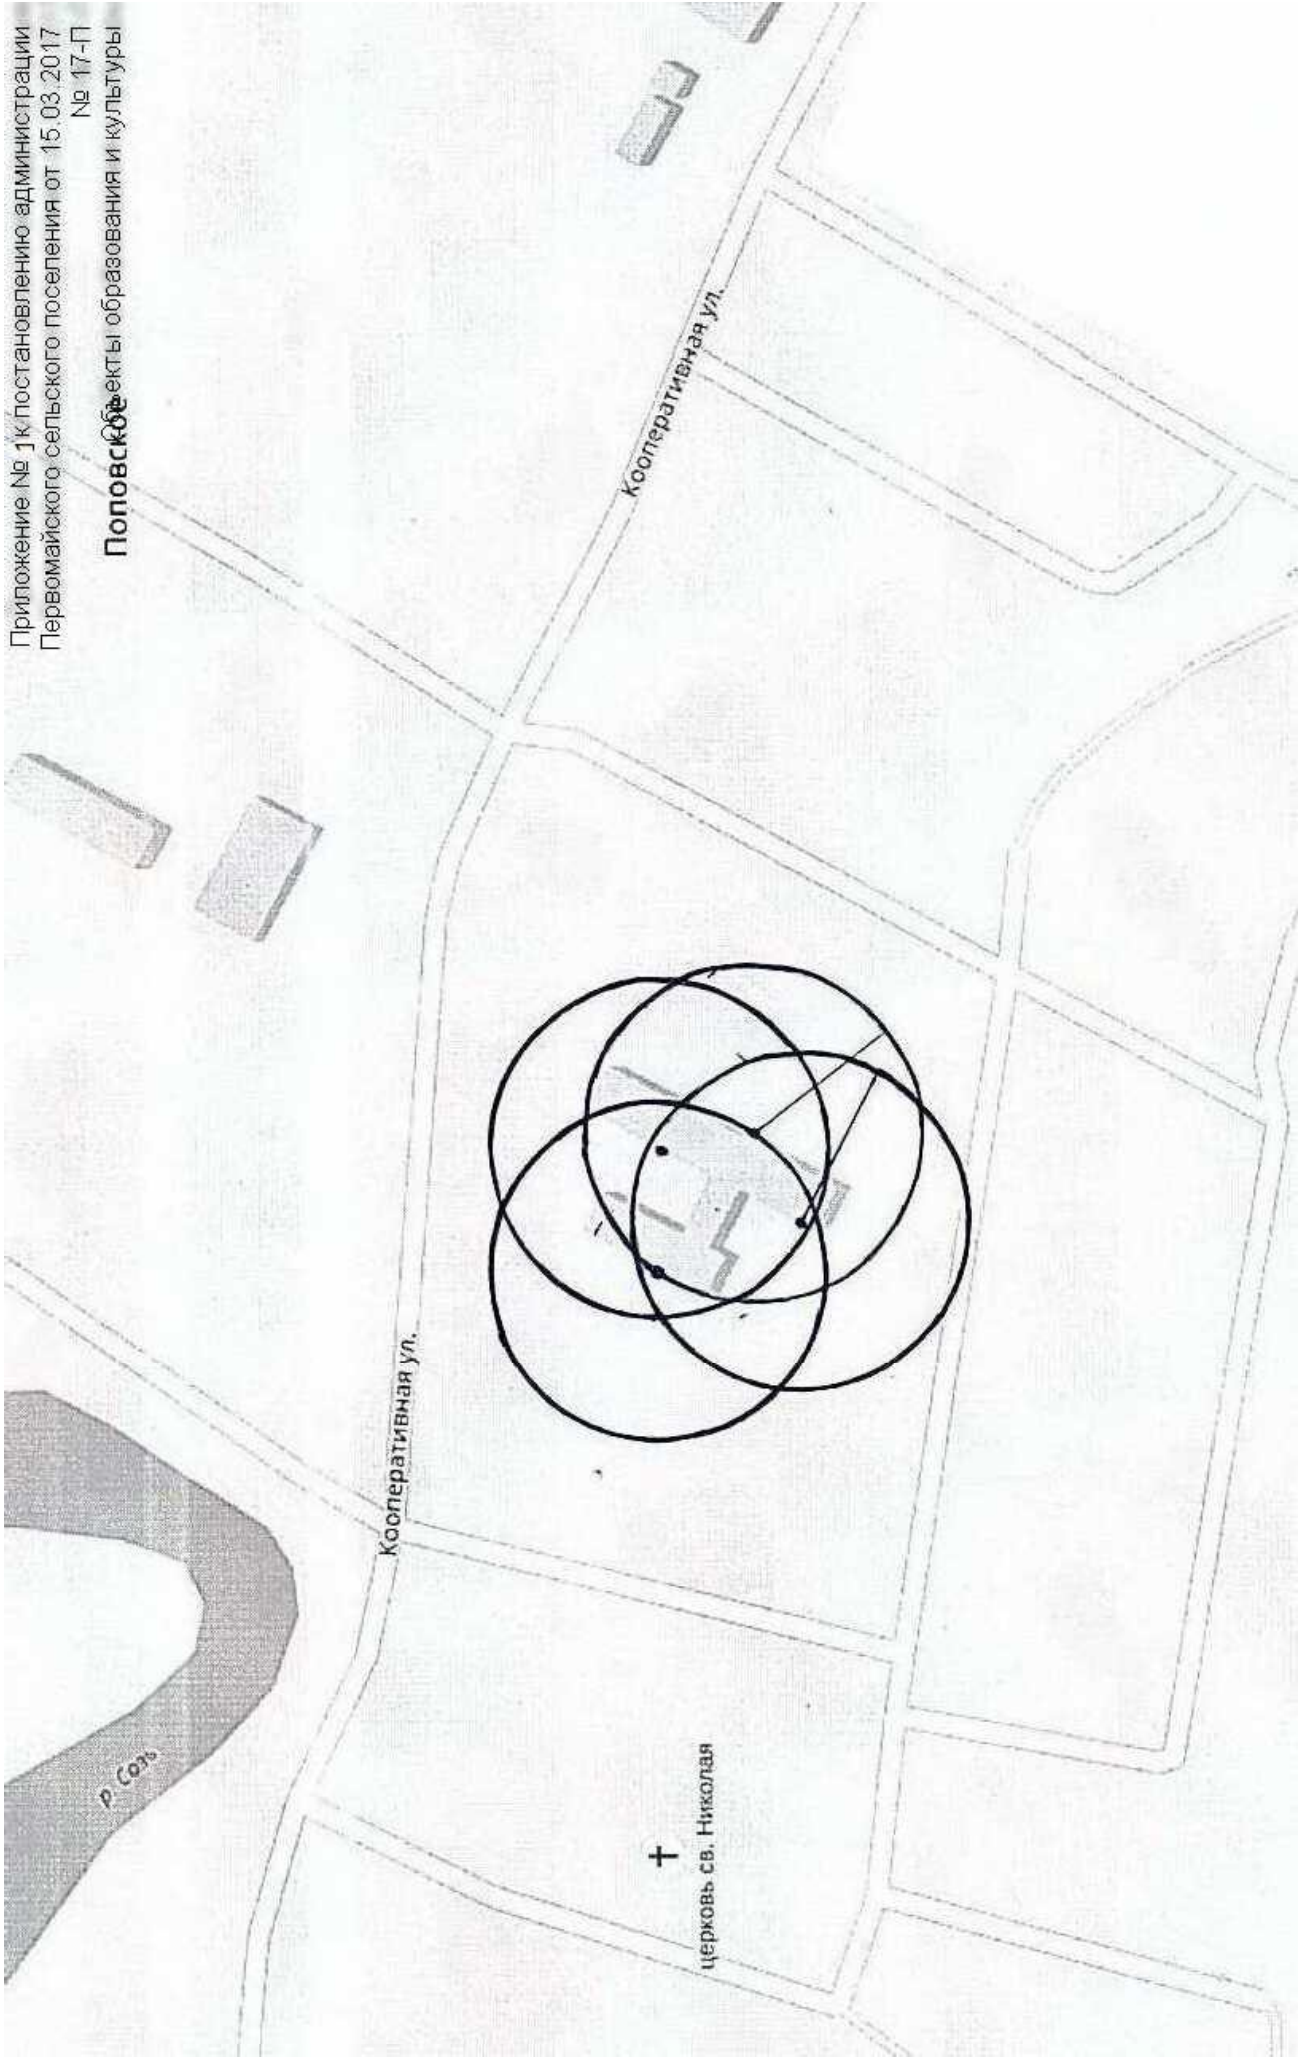 Приложение № 1 к постановлению администрации
Первомайского сельского поселения от 15.03.2017
№ 17-П
Объекты образования и культуры
Поповское
Кооперативная ул.
Кооперативная ул.
р. Созь
церковь св. Николая